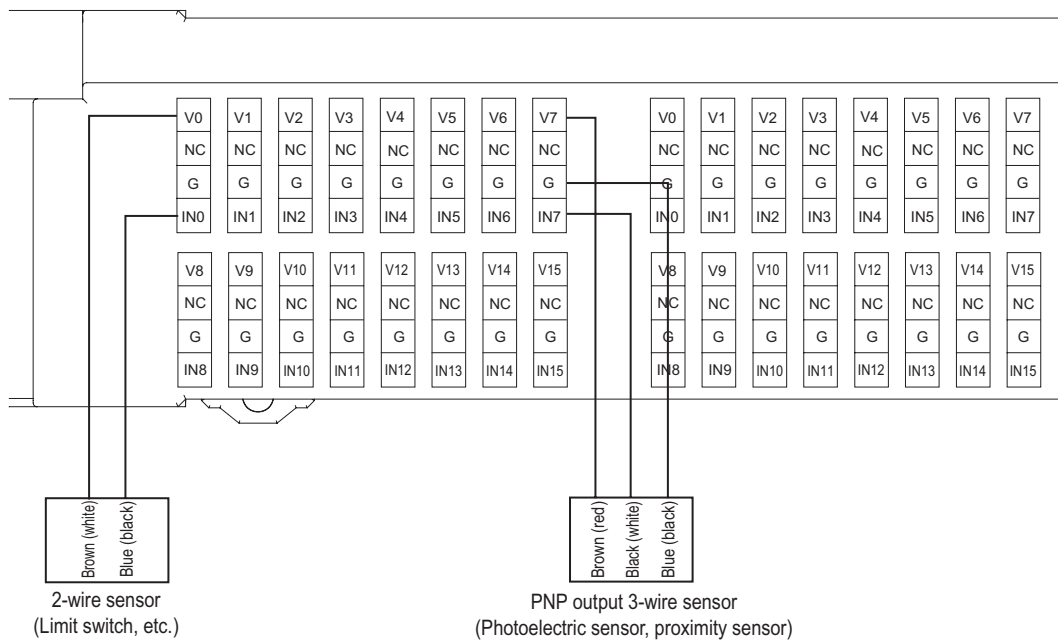 V0 V1 V2 V3 V4 V5 V6 V7 V0 V1 V2 V3 V4 V5 V6 V7
NC NC NC NC NC NC NC NC NC NC NC NC NC NC NC NC
G G G G G G G G G G G G G G G G
IN0 IN1 IN2 IN3 IN4 IN5 IN6 IN7 IN0 IN1 IN2 IN3 IN4 IN5 IN6 IN7
V8 V9 V10 V11 V12 V13 V14 V15 V8 V9 V10 V11 V12 V13 V14 V15
NC NC NC NC NC NC NC NC NC NC NC NC NC NC NC NC
G G G G G G G G G G G G G G G G
IN8 IN9 IN10 IN11 IN12 IN13 IN14 IN15 IN8 IN9 IN10 IN11 IN12 IN13 IN14 IN15
Brown (white)
Blue (black)
2-wire sensor
(Limit switch, etc.)
Brown (red)
Black (white)
Blue (black)
PNP output 3-wire sensor
(Photoelectric sensor, proximity sensor)